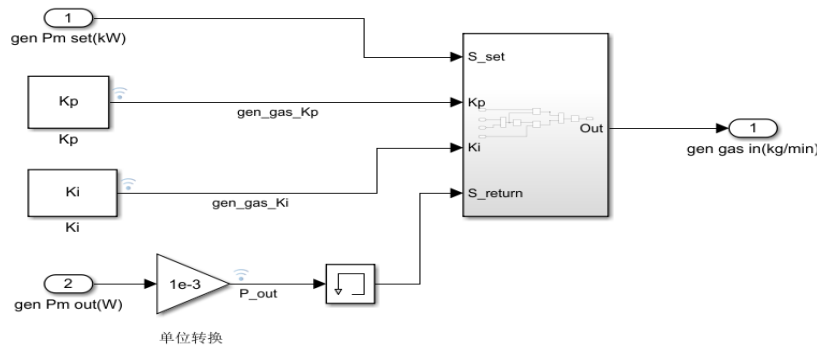 1
gen Pm set(kW)
S_set
Kp
Kp
gen_gas_Kp
Kp
Out
1
gen gas in(kg/min)
Ki
Ki
gen_gas_Ki
Ki
S_return
2
gen Pm out(W)
1e-3
P_out
单位转换